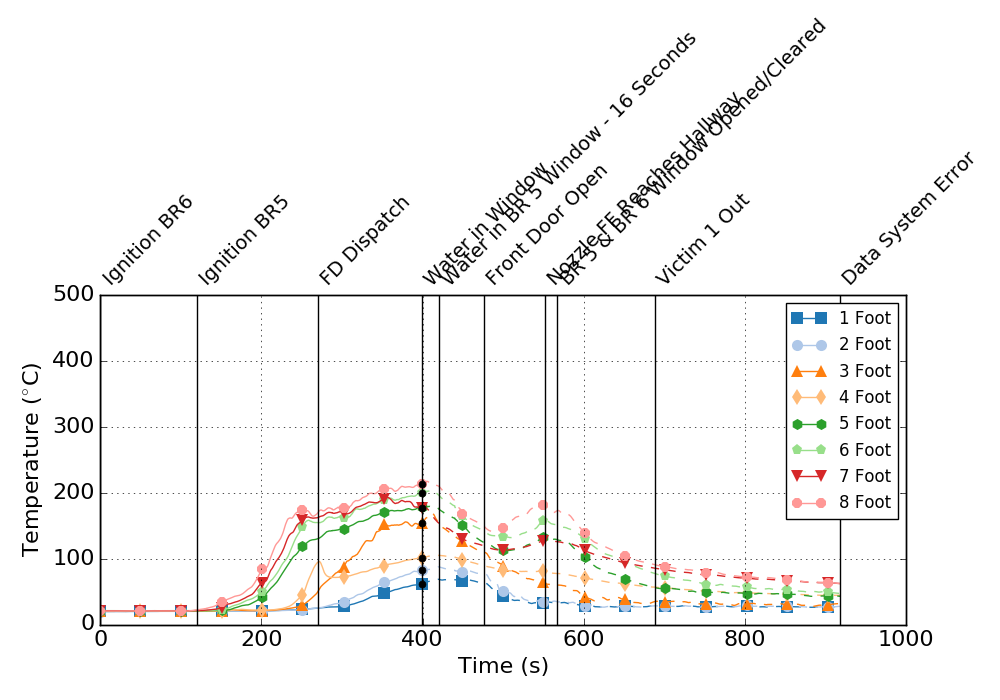 Ignition BR6
Ignition BR5
FD Dispatch
Water in Window
Water in BR 5 Window - 16 Seconds
Front Door Open
Nozzle FF Reaches Hallway
BR 5 & BR 6 Window Opened/Cleared
Victim 1 Out
Data System Error
500
400
300
200
100
0
Temperature (°C)
1 Foot
2 Foot
3 Foot
4 Foot
5 Foot
6 Foot
7 Foot
8 Foot
0 200 400 600 800 1000
Time (s)